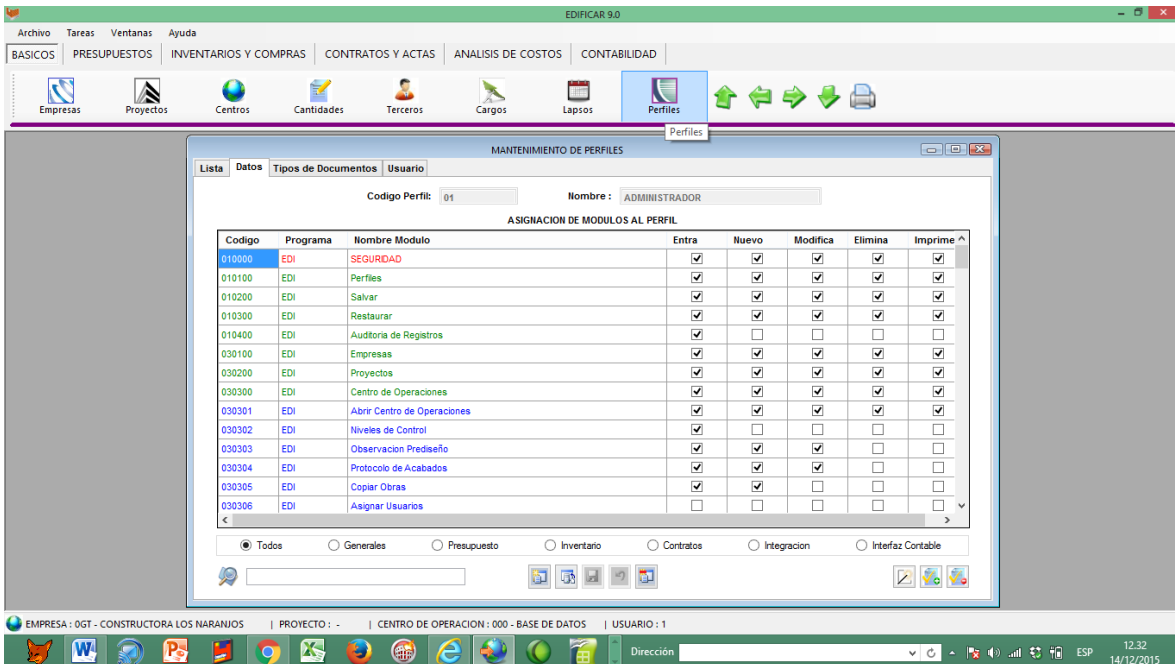 EDIFICAR 9.0
Archivo Tareas Ventanas Ayuda
BASICOS PRESUPUESTOS INVENTARIOS Y COMPRAS CONTRATOS Y ACTAS ANALISIS DE COSTOS CONTABILIDAD
Empresas Proyectos Centros Cantidades Terceros Cargos Lapsos Perfiles
Perfiles
MANTENIMIENTO DE PERFILES
Lista Datos Tipos de Documentos Usuario
Codigo Perfil: 01 Nombre : ADMINISTRADOR
ASIGNACION DE MODULOS AL PERFIL
Codigo Programa Nombre Modulo Entra Nuevo Modifica Elimina Imprime
010000 EDI SEGURIDAD
010100 EDI Perfiles
010200 EDI Salvar
010300 EDI Restaurar
010400 EDI Auditoria de Registros
030100 EDI Empresas
030200 EDI Proyectos
030300 EDI Centro de Operaciones
030301 EDI Abrir Centro de Operaciones
030302 EDI Niveles de Control
030303 EDI Observacion Prediseño
030304 EDI Protocolo de Acabados
030305 EDI Copiar Obras
030306 EDI Asignar Usuarios
Todos Generales Presupuesto Inventario Contratos Integracion Interfaz Contable
EMPRESA : 0GT - CONSTRUCTORA LOS NARANJOS | PROYECTO : - | CENTRO DE OPERACION : 000 - BASE DE DATOS | USUARIO : 1
Dirección ESP 12.32
14/12/2015